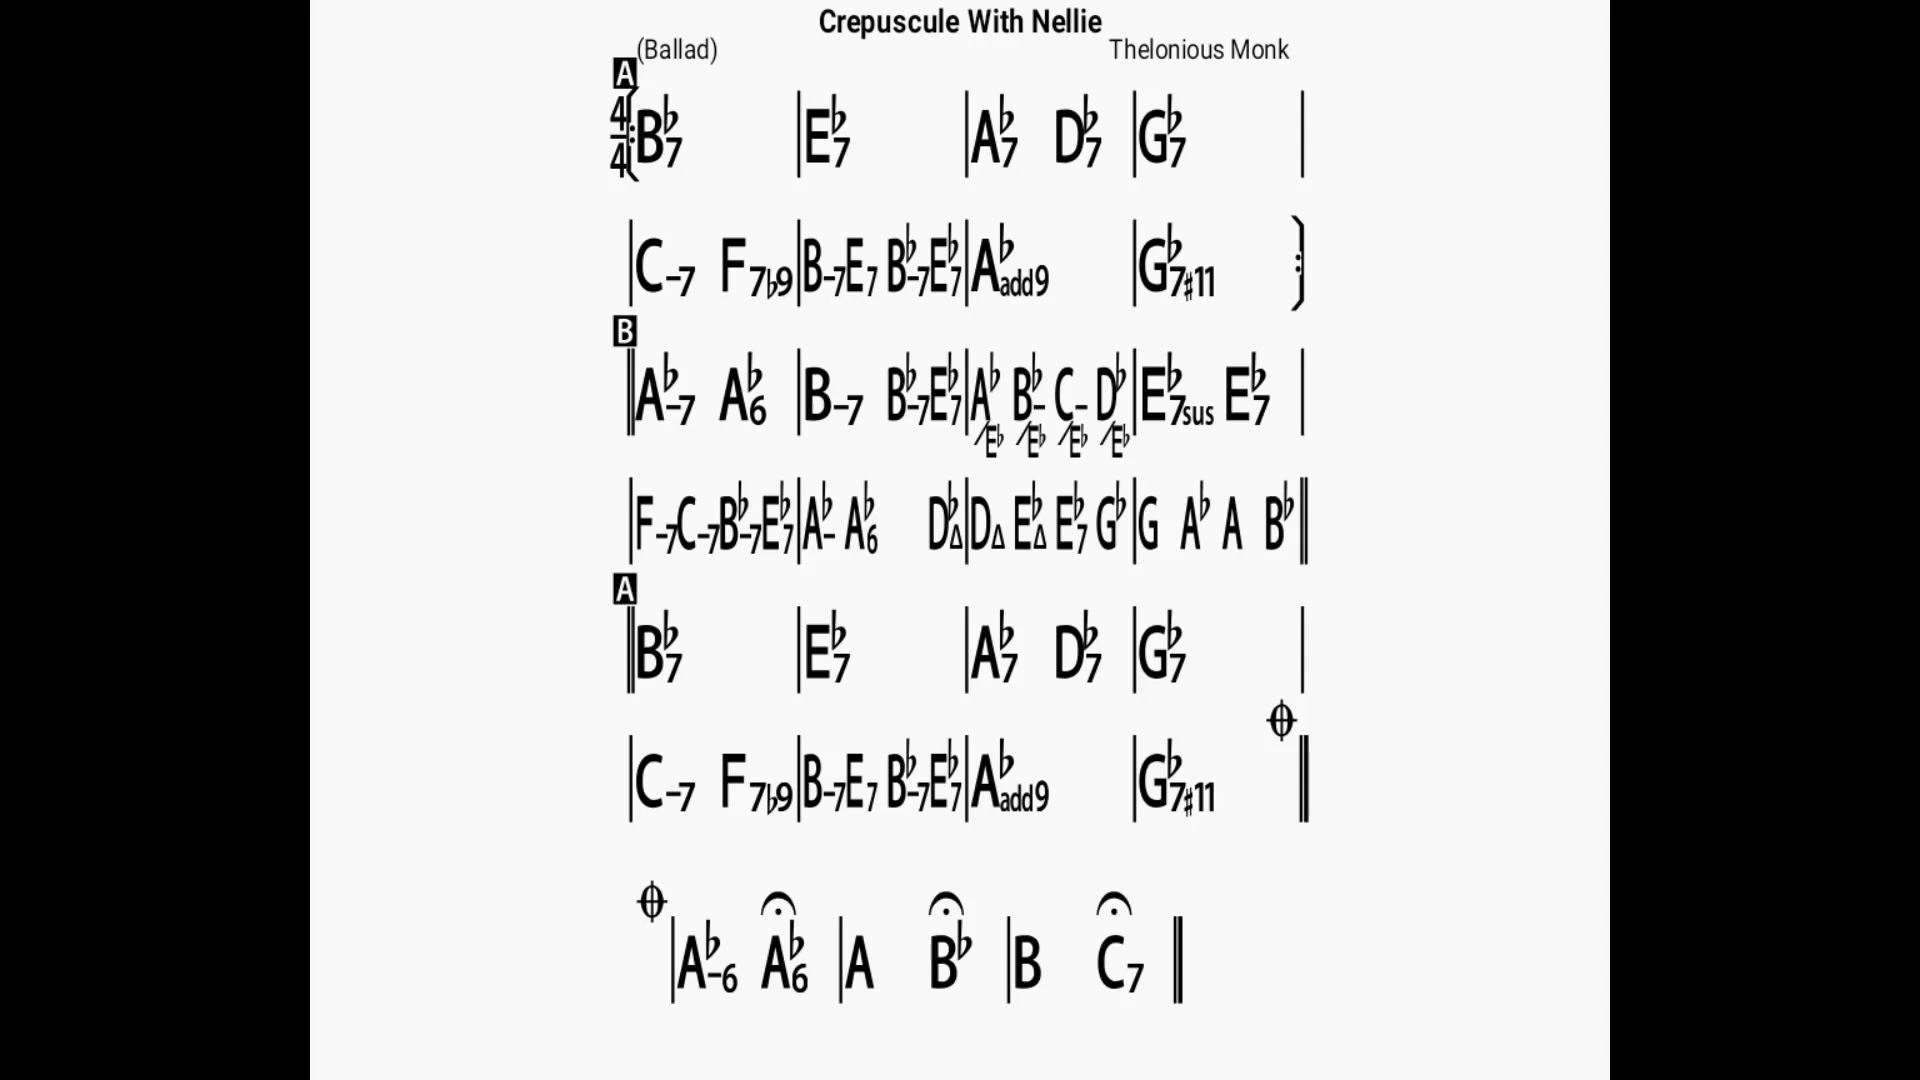 Crepuscule With Nellie
(Ballad) Thelonious Monk
A
4/4 B♭7 | E♭7 | A♭7 D♭7 | G♭7 |
| C–7 F7♭9 | B–7 E7 B♭–7 E♭7 | A♭add9 | G♭7♯11
B
A♭–7 A♭6 | B–7 B♭–7 E♭7 | A♭/E♭ B♭–/E♭ C–/E♭ D♭/E♭ | E♭7sus E♭7 |
| F–7 C–7 B♭–7 E♭7 | A♭– A♭6 D♭Δ | DΔ E♭Δ E♭7 G♭ | G A♭ A B♭
A
B♭7 | E♭7 | A♭7 D♭7 | G♭7 |
| C–7 F7♭9 | B–7 E7 B♭–7 E♭7 | A♭add9 | G♭7♯11
| A♭–6 A♭6 | A B♭ | B C7